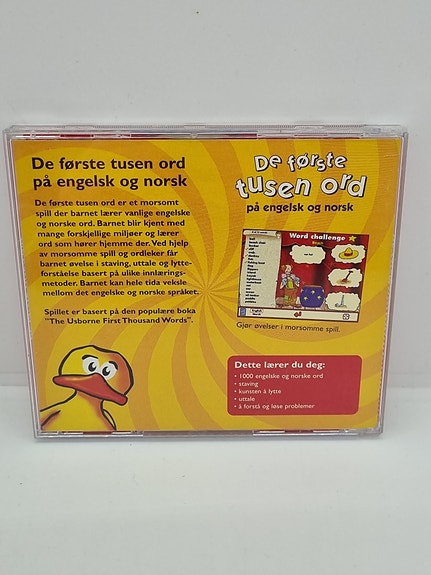 De første tusen ord
på engelsk og norsk
De første tusen ord er et morsomt
spill der barnet lærer vanlige engelske
og norske ord. Barnet blir kjent med
mange forskjellige miljøer og lærer
ord som hører hjemme der. Ved hjelp
av morsomme spill og ordleker får
barnet øvelse i staving, uttale og lytte-
forståelse basert på ulike innlærings-
metoder. Barnet kan hele tida veksle
mellom det engelske og norske språket.
Spillet er basert på den populære boka
"The Usborne First Thousand Words".
De første
tusen ord
på engelsk og norsk
Word challenge
Gjør øvelser i morsomme spill.
Dette lærer du deg:
• 1000 engelske og norske ord
• staving
• kunsten å lytte
• uttale
• å forstå og løse problemer